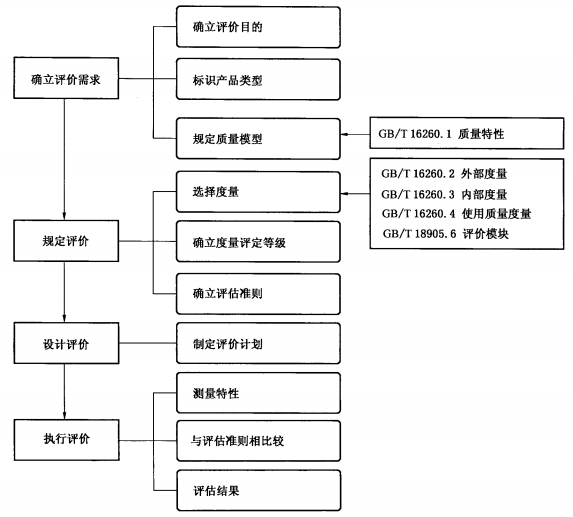 确立评价目的
确立评价需求
标识产品类型
规定质量模型
GB/T 16260.1 质量特性
选择度量
GB/T 16260.2 外部度量
GB/T 16260.3 内部度量
GB/T 16260.4 使用质量度量
GB/T 18905.6 评价模块
规定评价
确立度量评定等级
确立评估准则
设计评价
制定评价计划
测量特性
执行评价
与评估准则相比较
评估结果